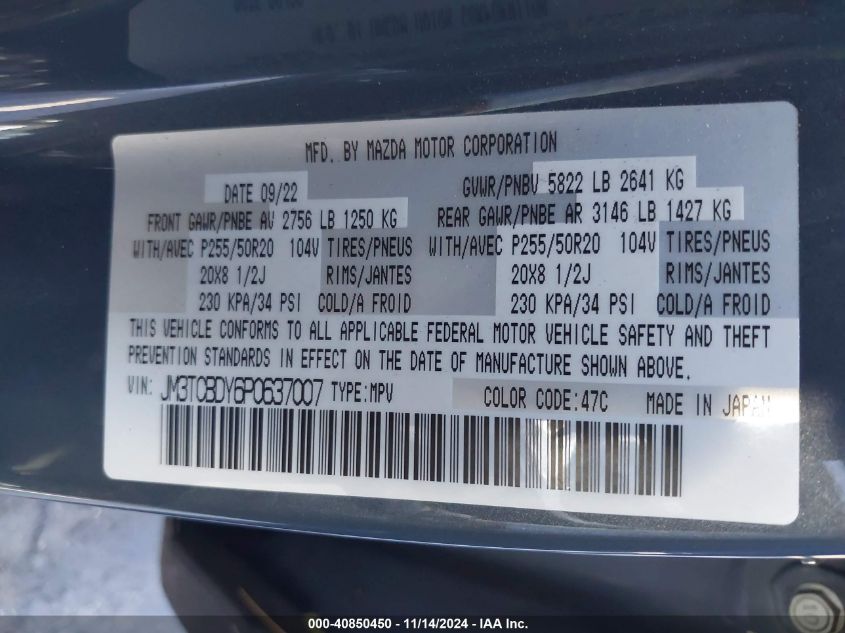 MFD. BY MAZDA MOTOR CORPORATION
DATE 09/22 GVWR/PNBV 5822 LB 2641 KG
FRONT GAWR/PNBE AV 2756 LB 1250 KG REAR GAWR/PNBE AR 3146 LB 1427 KG
WITH/AVEC P255/50R20 104V TIRES/PNEUS WITH/AVEC P255/50R20 104V TIRES/PNEUS
20X8 1/2J RIMS/JANTES 20X8 1/2J RIMS/JANTES
230 KPA/34 PSI COLD/A FROID 230 KPA/34 PSI COLD/A FROID
THIS VEHICLE CONFORMS TO ALL APPLICABLE FEDERAL MOTOR VEHICLE SAFETY AND THEFT
PREVENTION STANDARDS IN EFFECT ON THE DATE OF MANUFACTURE SHOWN ABOVE.
VIN: JM3TCBDY6P0637007 TYPE:MPV COLOR CODE:47C MADE IN JAPAN
000-40850450 - 11/14/2024 - IAA Inc.